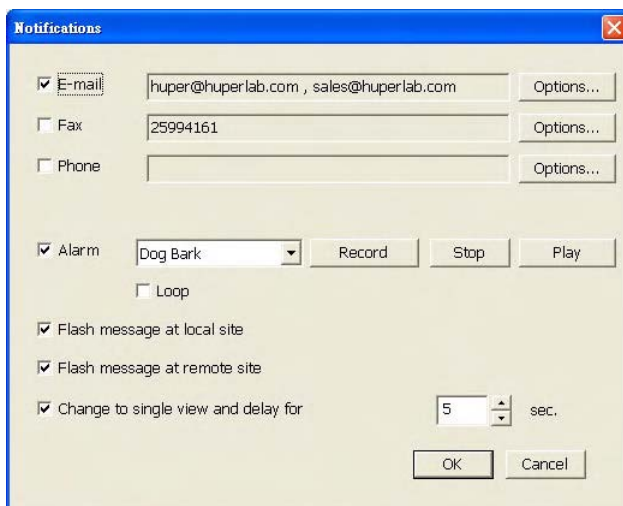 Notifications
E-mail huper@huperlab.com , sales@huperlab.com Options...
Fax 25994161 Options...
Phone Options...
Alarm Dog Bark Record Stop Play
Loop
Flash message at local site
Flash message at remote site
Change to single view and delay for 5 sec.
OK Cancel